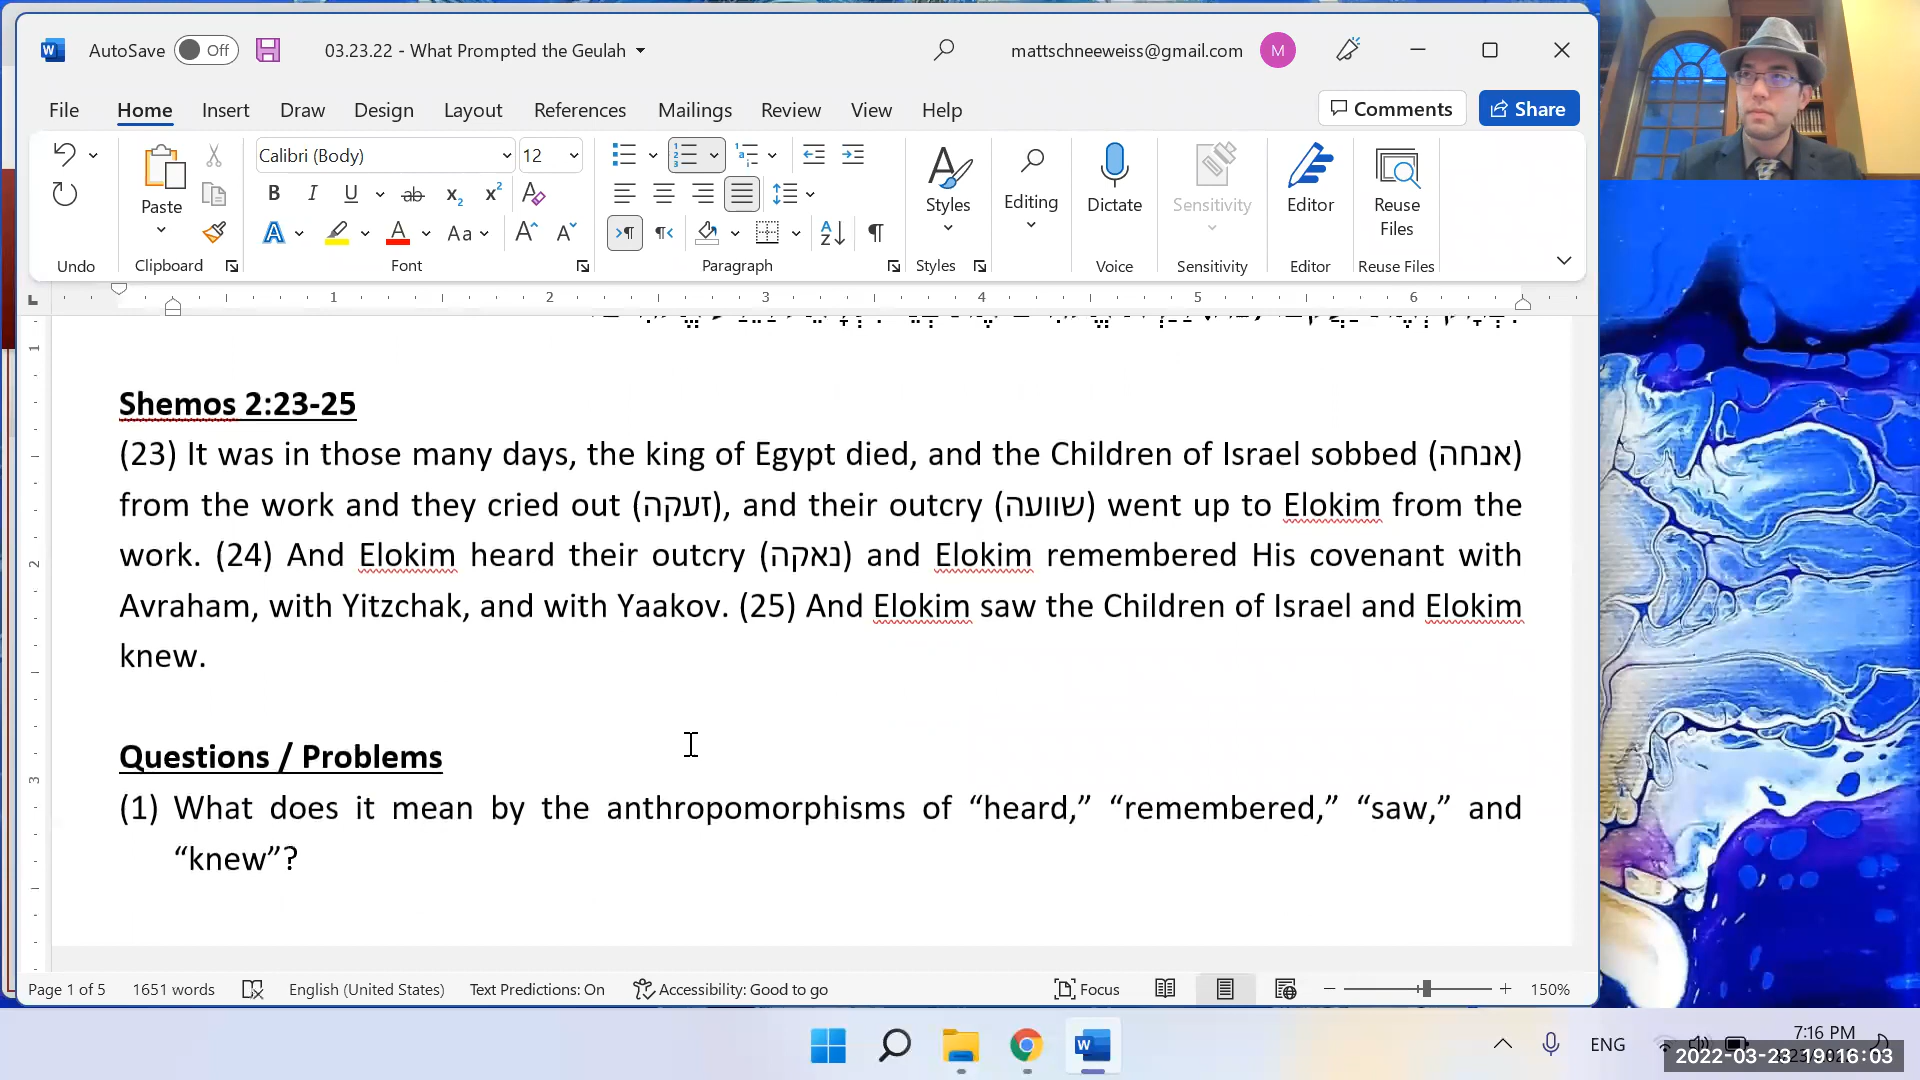 AutoSave Off 03.23.22 - What Prompted the Geulah mattschneeweiss@gmail.com M
File Home Insert Draw Design Layout References Mailings Review View Help Comments Share
Calibri (Body) 12
Paste Styles Editing Dictate Sensitivity Editor Reuse Files
Undo Clipboard Font Paragraph Styles Voice Sensitivity Editor Reuse Files
1 2 3 4 5 6
Shemos 2:23-25
(23) It was in those many days, the king of Egypt died, and the Children of Israel sobbed (אנחה)
from the work and they cried out (זעקה), and their outcry (שוועה) went up to Elokim from the
work. (24) And Elokim heard their outcry (נאקה) and Elokim remembered His covenant with
Avraham, with Yitzchak, and with Yaakov. (25) And Elokim saw the Children of Israel and Elokim
knew.
Questions / Problems
(1) What does it mean by the anthropomorphisms of “heard,” “remembered,” “saw,” and
“knew”?
Page 1 of 5 1651 words English (United States) Text Predictions: On Accessibility: Good to go Focus 150%
ENG 7:16 PM
2022-03-23 19:16:03